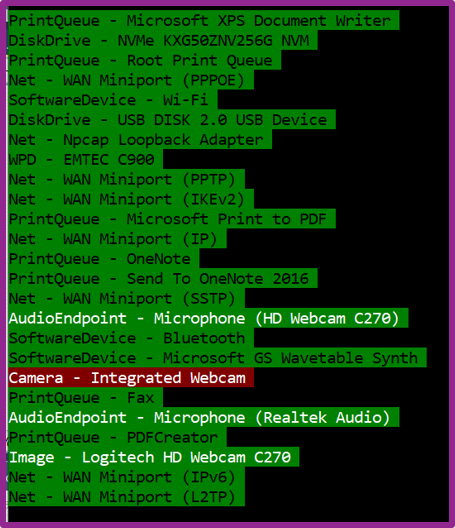 PrintQueue - Microsoft XPS Document Writer
DiskDrive - NVMe KXG50ZNV256G NVM
PrintQueue - Root Print Queue
Net - WAN Miniport (PPPOE)
SoftwareDevice - Wi-Fi
DiskDrive - USB DISK 2.0 USB Device
Net - Npcap Loopback Adapter
WPD - EMTEC C900
Net - WAN Miniport (PPTP)
Net - WAN Miniport (IKEv2)
PrintQueue - Microsoft Print to PDF
Net - WAN Miniport (IP)
PrintQueue - OneNote
PrintQueue - Send To OneNote 2016
Net - WAN Miniport (SSTP)
AudioEndpoint - Microphone (HD Webcam C270)
SoftwareDevice - Bluetooth
SoftwareDevice - Microsoft GS Wavetable Synth
Camera - Integrated Webcam
PrintQueue - Fax
AudioEndpoint - Microphone (Realtek Audio)
PrintQueue - PDFCreator
Image - Logitech HD Webcam C270
Net - WAN Miniport (IPv6)
Net - WAN Miniport (L2TP)